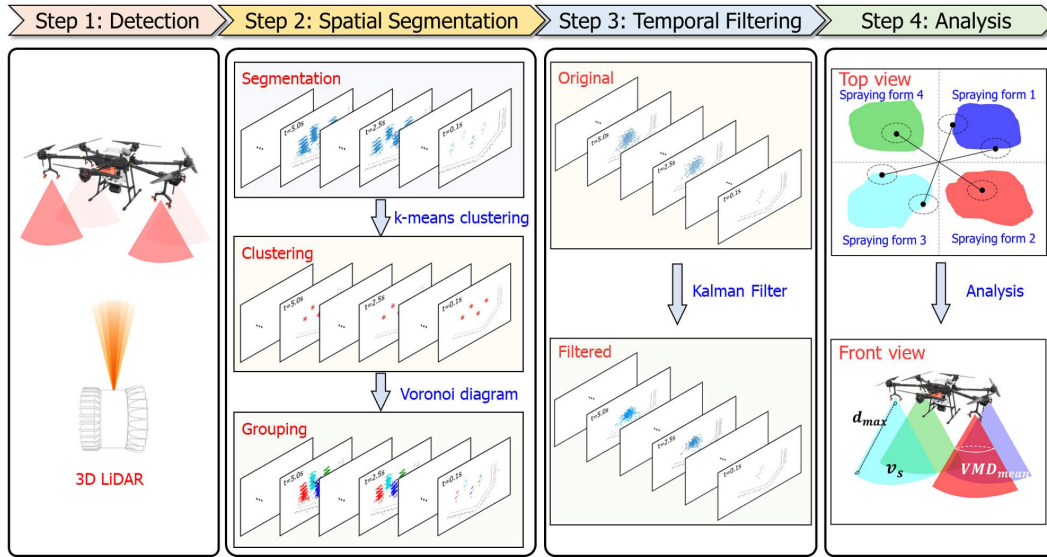 Step 1: Detection
Step 2: Spatial Segmentation
Step 3: Temporal Filtering
Step 4: Analysis
3D LiDAR
Segmentation
...
t=5.0s
...
t=2.5s
...
t=0.1s
k-means clustering
Clustering
...
t=5.0s
...
t=2.5s
...
t=0.1s
Voronoi diagram
Grouping
...
t=5.0s
...
t=2.5s
...
t=0.1s
Original
...
t=5.0s
...
t=2.5s
...
t=0.1s
Kalman Filter
Filtered
...
t=5.0s
...
t=2.5s
...
t=0.1s
Top view
Spraying form 4
Spraying form 1
Spraying form 3
Spraying form 2
Analysis
Front view
d_max
v_s
VMD_mean